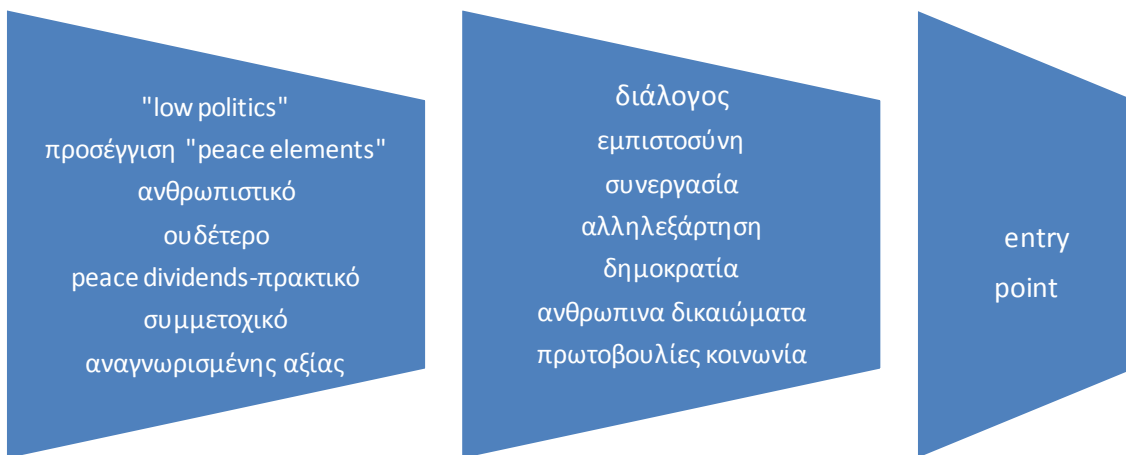 "low politics"
προσέγγιση "peace elements"
ανθρωπιστικό
ουδέτερο
peace dividends-πρακτικό
συμμετοχικό
αναγνωρισμένης αξίας
διάλογος
εμπιστοσύνη
συνεργασία
αλληλεξάρτηση
δημοκρατία
ανθρωπινα δικαιώματα
πρωτοβουλίες κοινωνία
entry
point